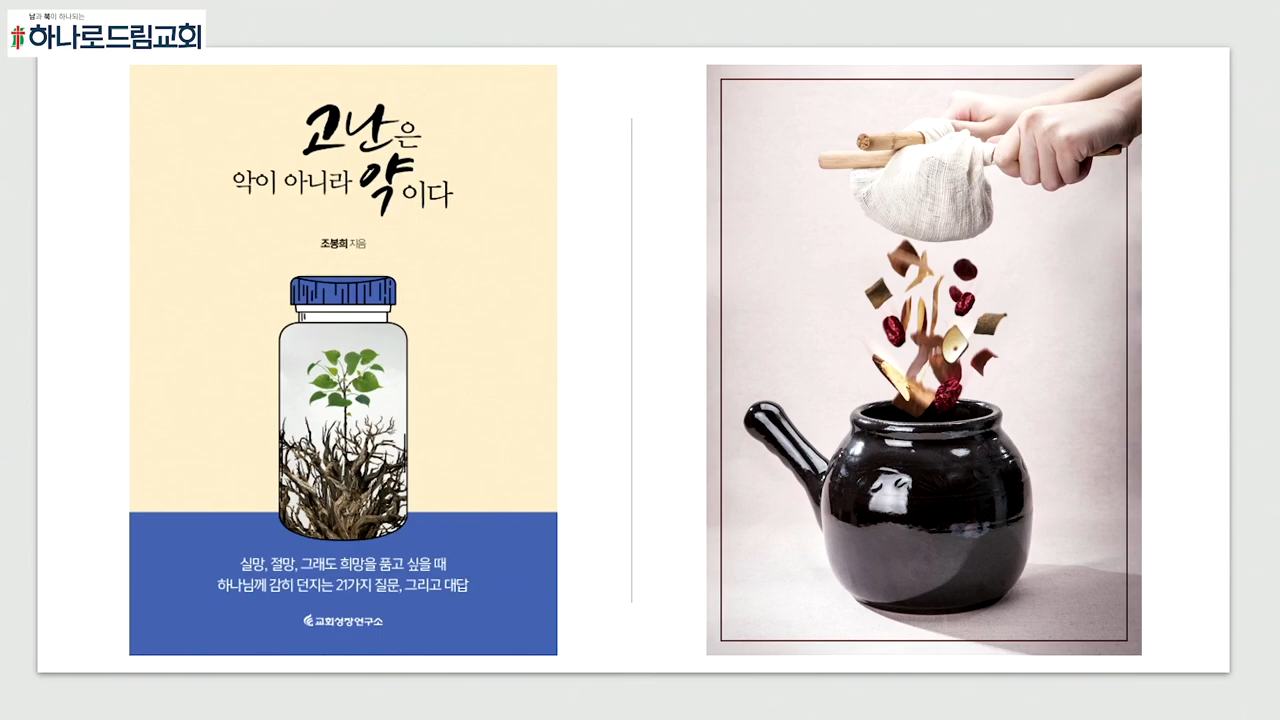 남과 북이 하나되는
하나로드림교회
고난은
악이 아니라 약이다
조봉희 지음
실망, 절망, 그래도 희망을 품고 싶을 때
하나님께 감히 던지는 21가지 질문, 그리고 대답
교회성장연구소